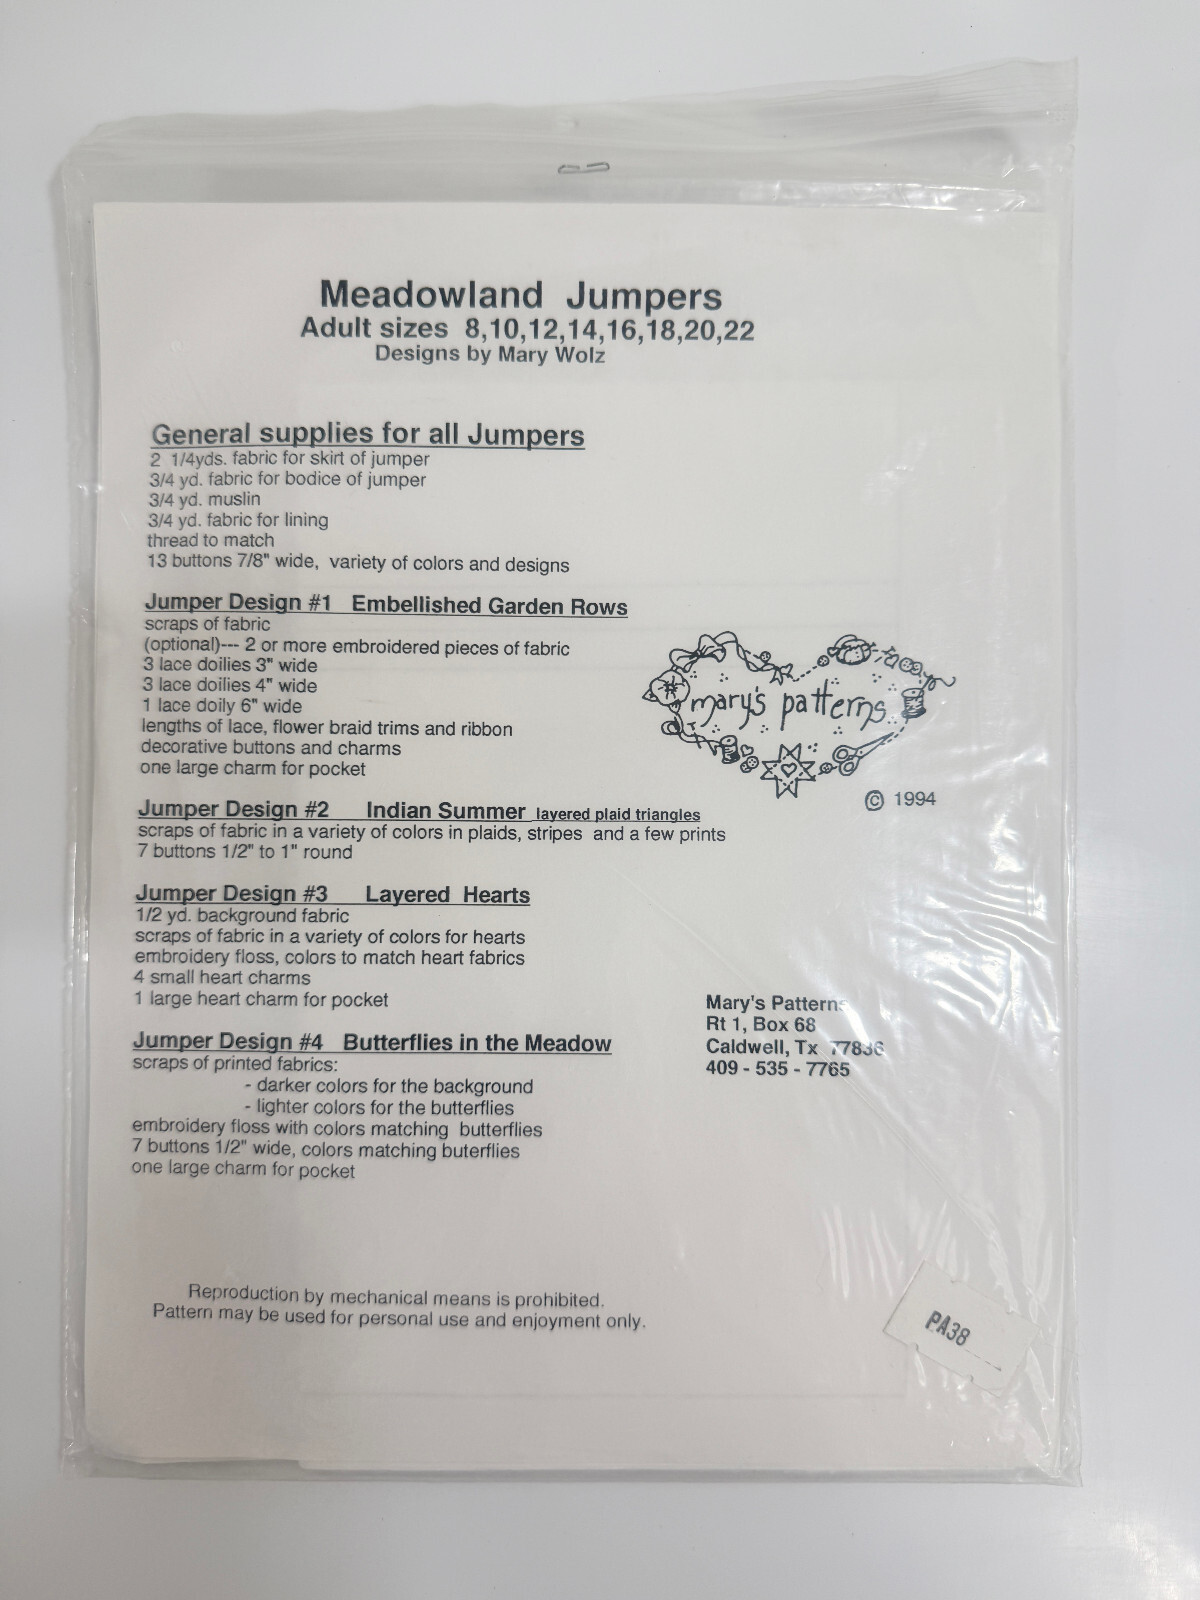 Meadowland Jumpers
Adult sizes 8,10,12,14,16,18,20,22
Designs by Mary Wolz
General supplies for all Jumpers
2 1/4yds. fabric for skirt of jumper
3/4 yd. fabric for bodice of jumper
3/4 yd. muslin
3/4 yd. fabric for lining
thread to match
13 buttons 7/8" wide, variety of colors and designs
Jumper Design #1 Embellished Garden Rows
scraps of fabric
(optional)--- 2 or more embroidered pieces of fabric
3 lace doilies 3" wide
3 lace doilies 4" wide
1 lace doily 6" wide
lengths of lace, flower braid trims and ribbon
decorative buttons and charms
one large charm for pocket
mary's patterns
© 1994
Jumper Design #2 Indian Summer layered plaid triangles
scraps of fabric in a variety of colors in plaids, stripes and a few prints
7 buttons 1/2" to 1" round
Jumper Design #3 Layered Hearts
1/2 yd. background fabric
scraps of fabric in a variety of colors for hearts
embroidery floss, colors to match heart fabrics
4 small heart charms
1 large heart charm for pocket
Jumper Design #4 Butterflies in the Meadow
scraps of printed fabrics:
- darker colors for the background
- lighter colors for the butterflies
embroidery floss with colors matching butterflies
7 buttons 1/2" wide, colors matching buterflies
one large charm for pocket
Mary's Patterns
Rt 1, Box 68
Caldwell, Tx 77836
409 - 535 - 7765
Reproduction by mechanical means is prohibited.
Pattern may be used for personal use and enjoyment only.
PA38